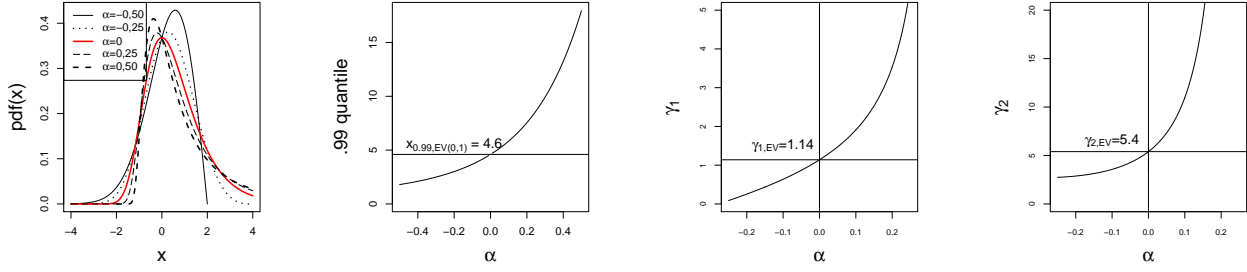 α=−0,50
α=−0,25
α=0
α=0,25
α=0,50
pdf(x)
0.0 0.1 0.2 0.3 0.4
−4 −2 0 2 4
x
.99 quantile
0 5 10 15
x0.99,EV(0,1) = 4.6
−0.4 −0.2 0.0 0.2 0.4
α
γ1
0 1 2 3 4 5
γ1,EV=1.14
−0.2 −0.1 0.0 0.1 0.2
α
γ2
0 5 10 15 20
γ2,EV=5.4
−0.2 −0.1 0.0 0.1 0.2
α